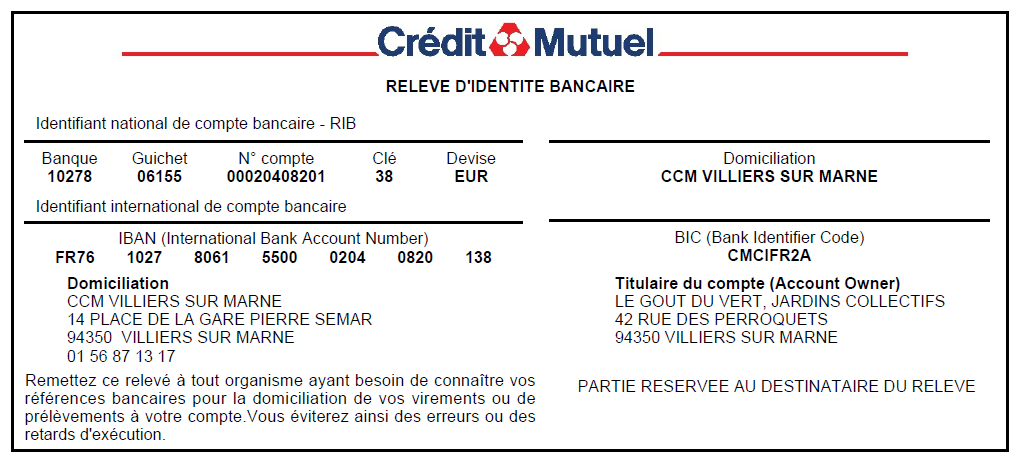 Crédit Mutuel
RELEVE D'IDENTITE BANCAIRE
Identifiant national de compte bancaire - RIB
Banque Guichet N° compte Clé Devise
10278 06155 00020408201 38 EUR
Domiciliation
CCM VILLIERS SUR MARNE
Identifiant international de compte bancaire
IBAN (International Bank Account Number)
FR76 1027 8061 5500 0204 0820 138
BIC (Bank Identifier Code)
CMCIFR2A
Domiciliation
CCM VILLIERS SUR MARNE
14 PLACE DE LA GARE PIERRE SEMAR
94350 VILLIERS SUR MARNE
01 56 87 13 17
Titulaire du compte (Account Owner)
LE GOUT DU VERT, JARDINS COLLECTIFS
42 RUE DES PERROQUETS
94350 VILLIERS SUR MARNE
Remettez ce relevé à tout organisme ayant besoin de connaître vos
références bancaires pour la domiciliation de vos virements ou de
prélèvements à votre compte.Vous éviterez ainsi des erreurs ou des
retards d'exécution.
PARTIE RESERVEE AU DESTINATAIRE DU RELEVE